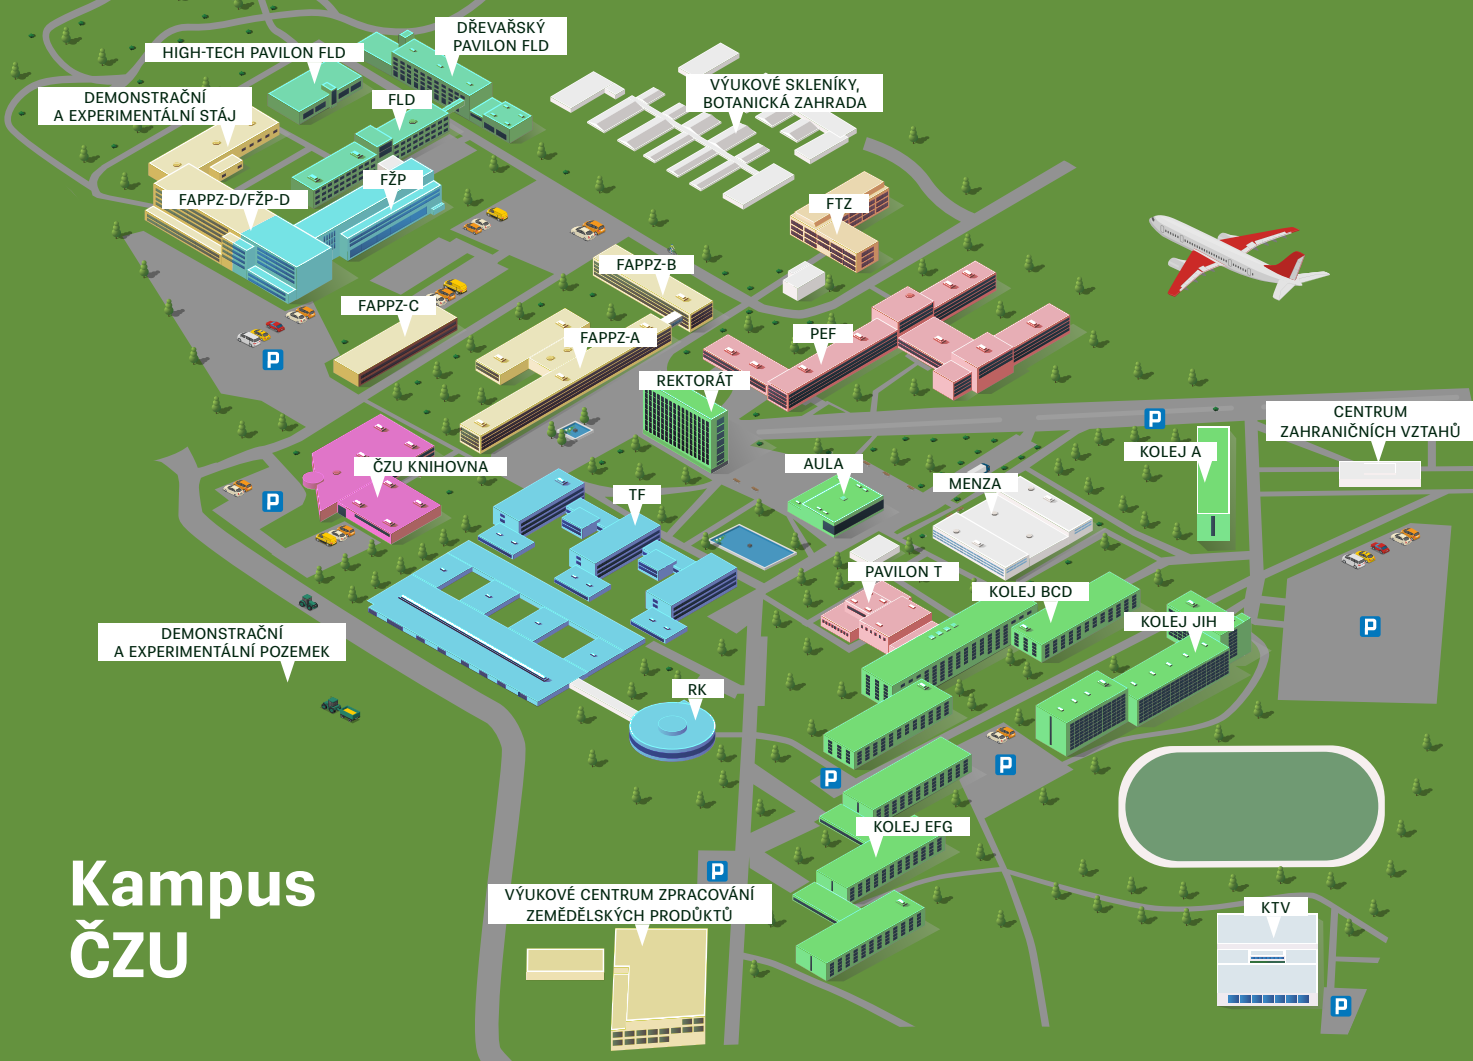 DŘEVAŘSKÝ
PAVILON FLD
HIGH-TECH PAVILON FLD
DEMONSTRAČNÍ
A EXPERIMENTÁLNÍ STÁJ
FLD
VÝUKOVÉ SKLENÍKY,
BOTANICKÁ ZAHRADA
FŽP
FAPPZ-D/FŽP-D
FTZ
FAPPZ-B
FAPPZ-C
FAPPZ-A
PEF
P
REKTORÁT
CENTRUM
ZAHRANIČNÍCH VZTAHŮ
P
KOLEJ A
ČZU KNIHOVNA
AULA
MENZA
TF
P
PAVILON T
KOLEJ BCD
KOLEJ JIH
P
DEMONSTRAČNÍ
A EXPERIMENTÁLNÍ POZEMEK
RK
P
P
KOLEJ EFG
P
Kampus
ČZU
VÝUKOVÉ CENTRUM ZPRACOVÁNÍ
ZEMĚDĚLSKÝCH PRODŮKTŮ
KTV
P